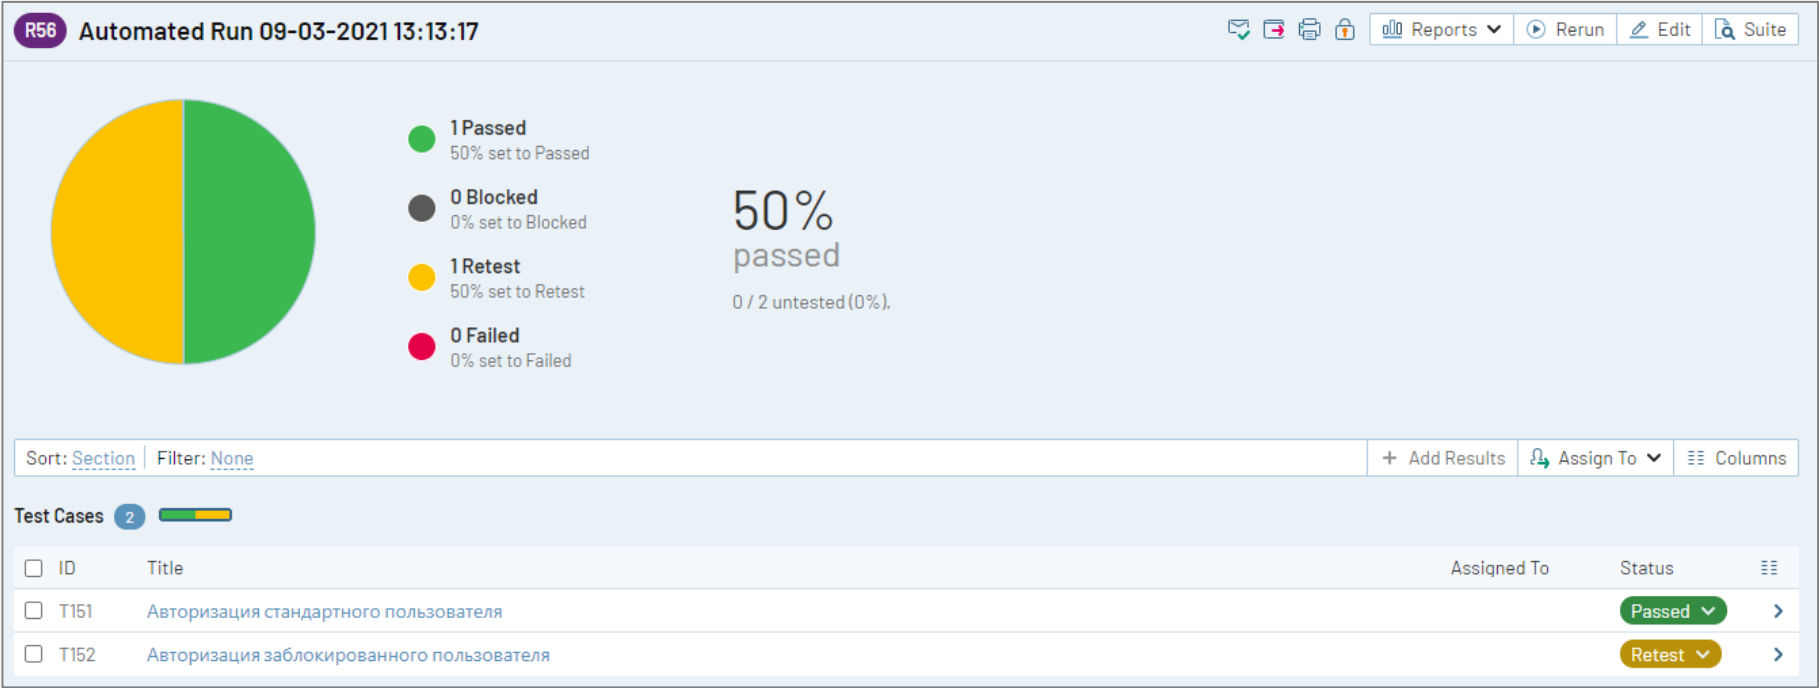 R56 Automated Run 09-03-2021 13:13:17 Reports Rerun Edit Suite
1 Passed
50% set to Passed
0 Blocked
0% set to Blocked
1 Retest
50% set to Retest
0 Failed
0% set to Failed
50%
passed
0 / 2 untested (0%).
Sort: Section Filter: None + Add Results Assign To Columns
Test Cases 2
ID Title Assigned To Status
T151 Авторизация стандартного пользователя Passed
T152 Авторизация заблокированного пользователя Retest